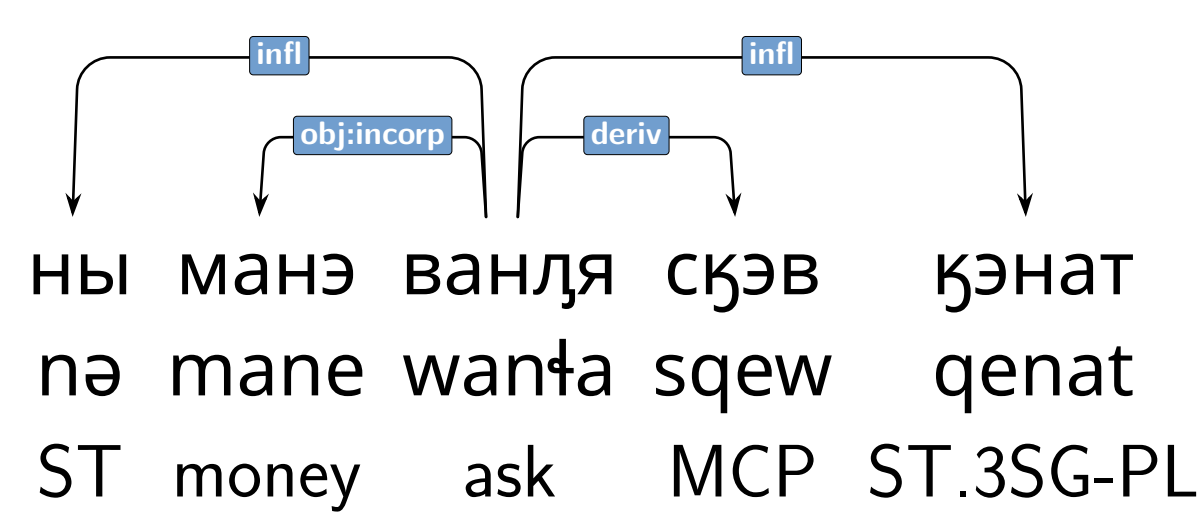 infl infl
obj:incorp deriv
ны манэ ванԓя сӄэв ӄэнат
nə mane wanɬa sqew qenat
ST money ask MCP ST.3SG-PL